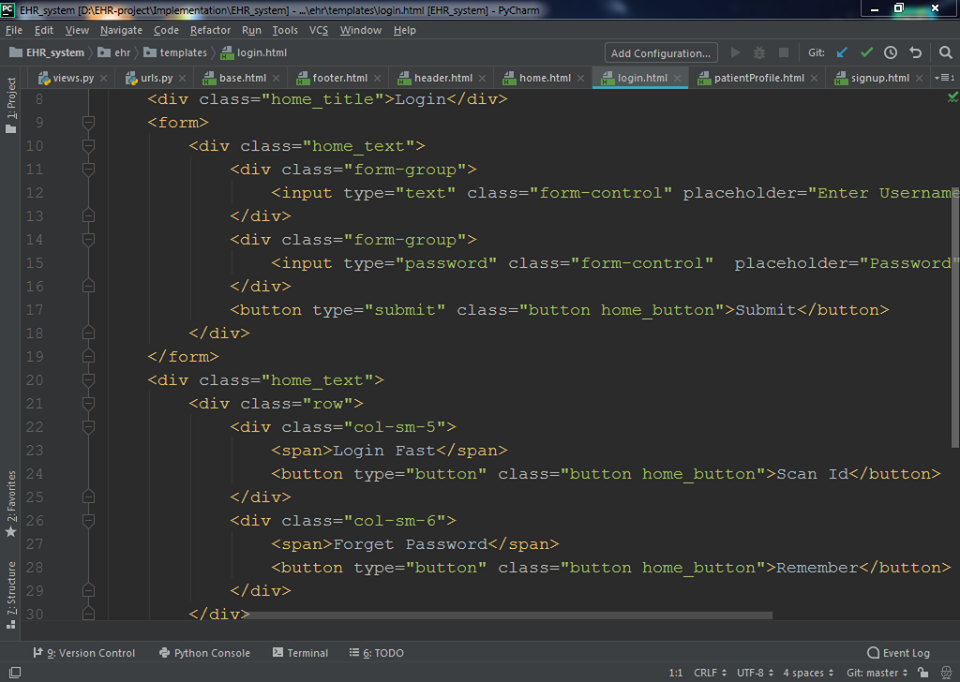 EHR_system [D:\EHR-project\Implementation\EHR_system] - ...\ehr\templates\login.html [EHR_system] - PyCharm
File Edit View Navigate Code Refactor Run Tools VCS Window Help
EHR_system ehr templates login.html Add Configuration... Git:
views.py urls.py base.html footer.html header.html home.html login.html patientProfile.html signup.html
1: Project
8 <div class="home_title">Login</div>
9 <form>
10 <div class="home_text">
11 <div class="form-group">
12 <input type="text" class="form-control" placeholder="Enter Username
13 </div>
14 <div class="form-group">
15 <input type="password" class="form-control"  placeholder="Password"
16 </div>
17 <button type="submit" class="button home_button">Submit</button>
18 </div>
19 </form>
20 <div class="home_text">
21 <div class="row">
22 <div class="col-sm-5">
23 <span>Login Fast</span>
24 <button type="button" class="button home_button">Scan Id</button>
25 </div>
26 <div class="col-sm-6">
27 <span>Forget Password</span>
28 <button type="button" class="button home_button">Remember</button>
29 </div>
30 </div>
2: Favorites
7: Structure
9: Version Control Python Console Terminal 6: TODO Event Log
1:1 CRLF UTF-8 4 spaces Git: master